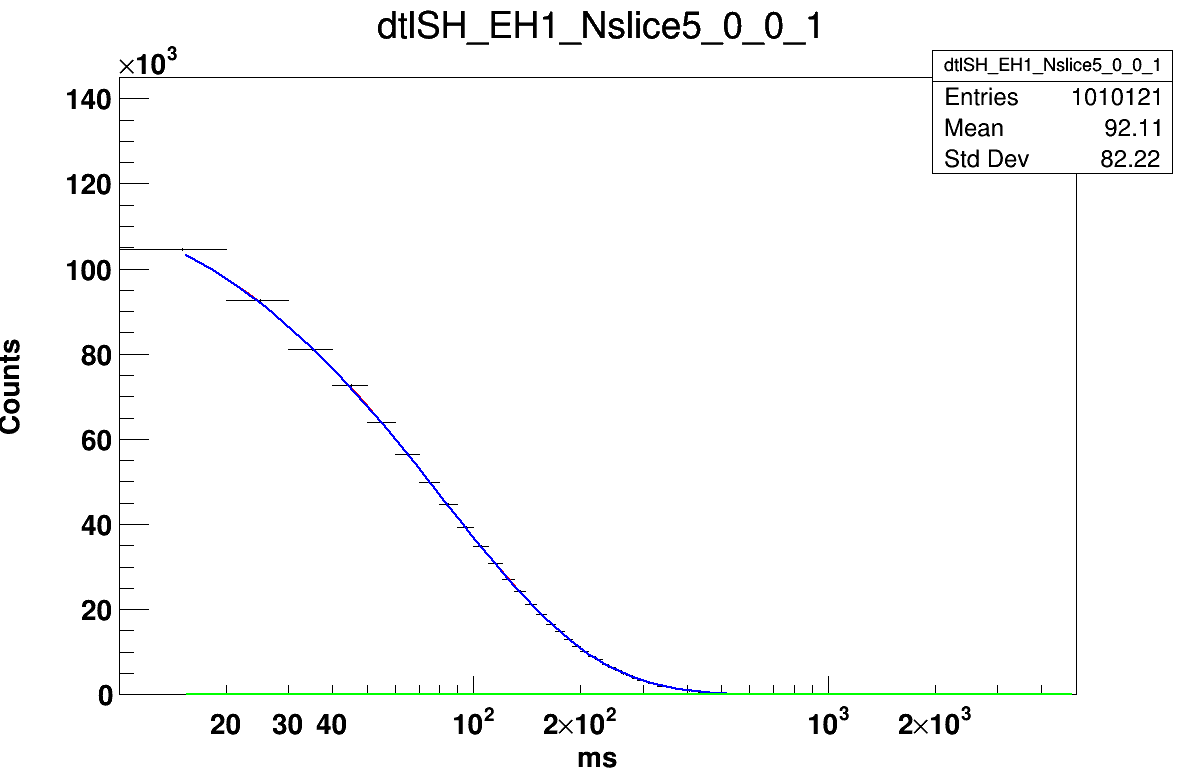 dtlSH_EH1_Nslice5_0_0_1
×10³
dtlSH_EH1_Nslice5_0_0_1
Entries 1010121
Mean 92.11
Std Dev 82.22
140
120
100
80
60
40
20
0
Counts
20 30 40 10² 2×10² 10³ 2×10³
ms